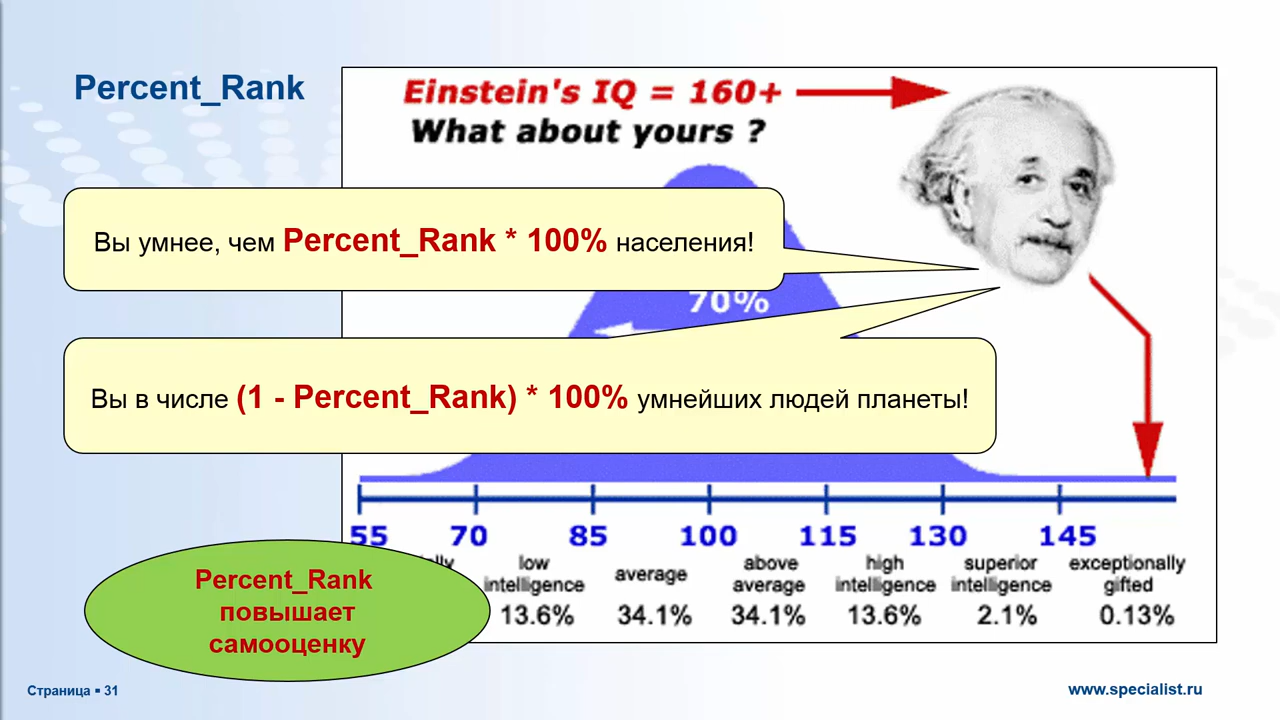 Percent_Rank
Einstein's IQ = 160+
What about yours ?
Вы умнее, чем Percent_Rank * 100% населения!
70%
Вы в числе (1 - Percent_Rank) * 100% умнейших людей планеты!
55 70 85 100 115 130 145
low intelligence
average
above average
high intelligence
superior intelligence
exceptionally gifted
13.6% 34.1% 34.1% 13.6% 2.1% 0.13%
Percent_Rank
повышает
самооценку
Страница ▪ 31
www.specialist.ru